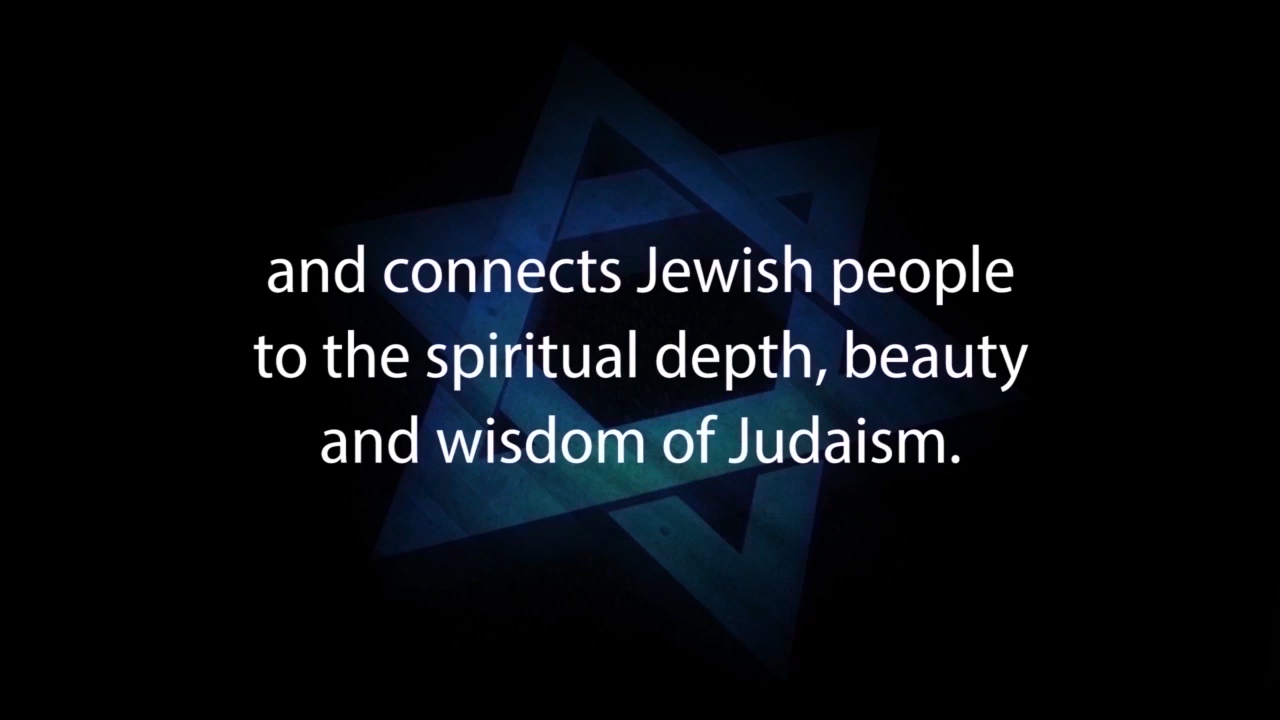 and connects Jewish people
to the spiritual depth, beauty
and wisdom of Judaism.